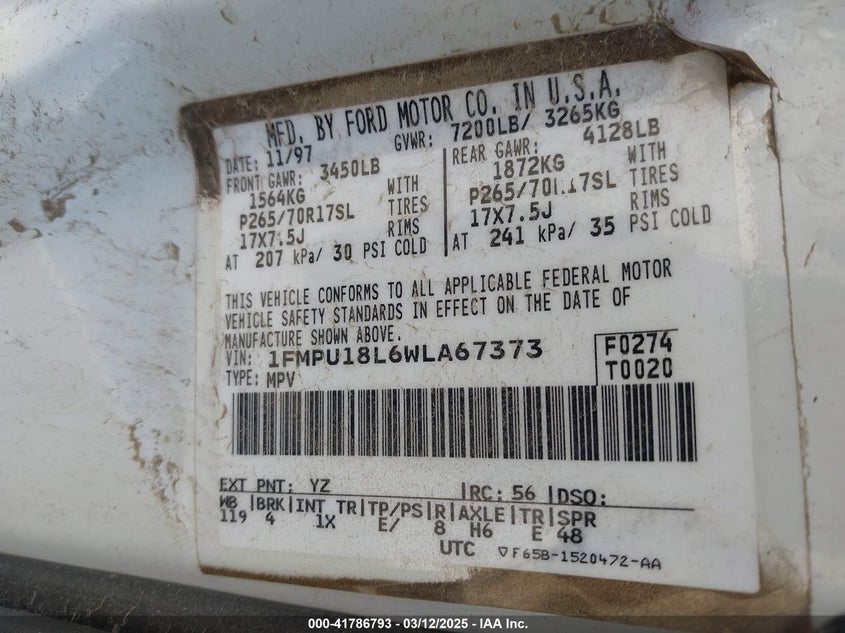 MFD. BY FORD MOTOR CO. IN U.S.A.
DATE: 11/97 GVWR: 7200LB/ 3265KG
FRONT GAWR: 3450LB REAR GAWR: 4128LB
1564KG WITH 1872KG WITH
P265/70R17SL TIRES P265/70R17SL TIRES
17X7.5J RIMS 17X7.5J RIMS
AT 207 kPa/ 30 PSI COLD AT 241 kPa/ 35 PSI COLD
THIS VEHICLE CONFORMS TO ALL APPLICABLE FEDERAL MOTOR
VEHICLE SAFETY STANDARDS IN EFFECT ON THE DATE OF
MANUFACTURE SHOWN ABOVE.
VIN: 1FMPU18L6WLA67373 F0274
TYPE: MPV T0020
EXT PNT: YZ RC: 56 DSO:
WB BRK INT TR TP/PS R AXLE TR SPR
119 4 1X E/ 8 H6 E 48
UTC ▽F65B-1520472-AA
000-41786793 - 03/12/2025 - © IAA, Inc.